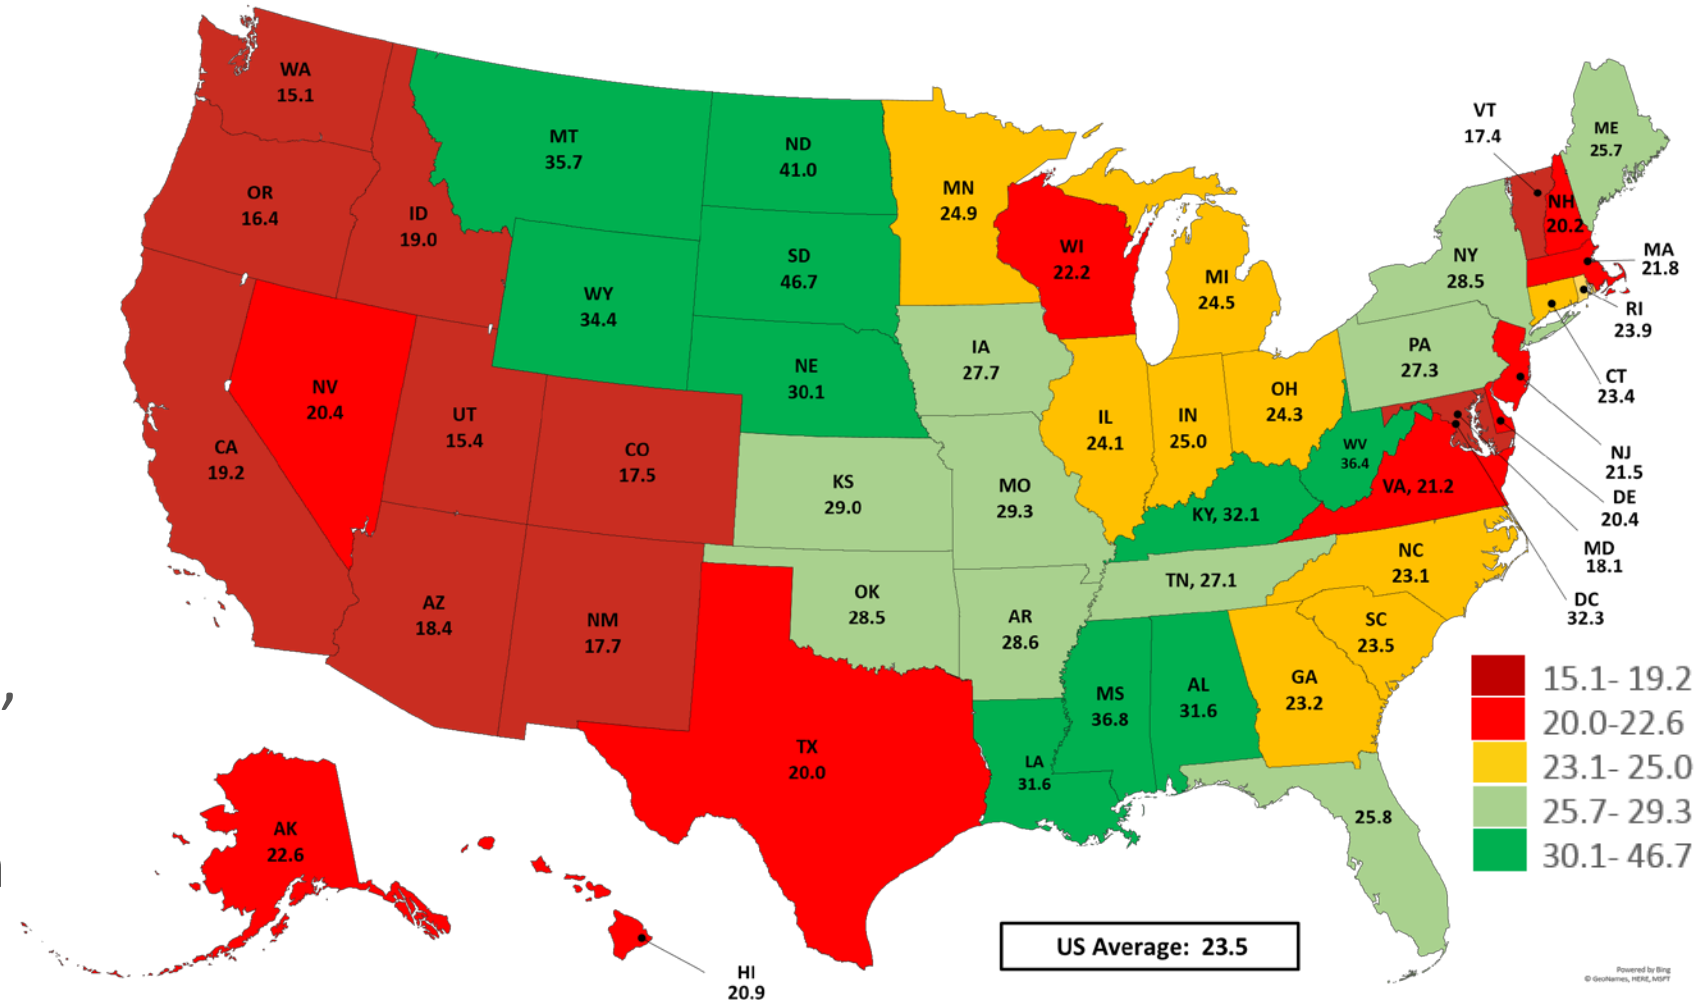 WA
15.1
OR
16.4
ID
19.0
MT
35.7
ND
41.0
MN
24.9
WI
22.2
MI
24.5
VT
17.4
ME
25.7
NH
20.2
NY
28.5
MA
21.8
RI
23.9
CT
23.4
WY
34.4
SD
46.7
NE
30.1
IA
27.7
PA
27.3
NV
20.4
UT
15.4
CA
19.2
CO
17.5
KS
29.0
MO
29.3
IL
24.1
IN
25.0
OH
24.3
WV
36.4
VA, 21.2
NJ
21.5
DE
20.4
MD
18.1
DC
32.3
KY, 32.1
TN, 27.1
NC
23.1
SC
23.5
AZ
18.4
NM
17.7
OK
28.5
AR
28.6
MS
36.8
AL
31.6
GA
23.2
TX
20.0
LA
31.6
25.8
AK
22.6
HI
20.9
15.1- 19.2
20.0-22.6
23.1- 25.0
25.7- 29.3
30.1- 46.7
US Average: 23.5
Powered by Bing
© GeoNames, HERE, MSFT
,